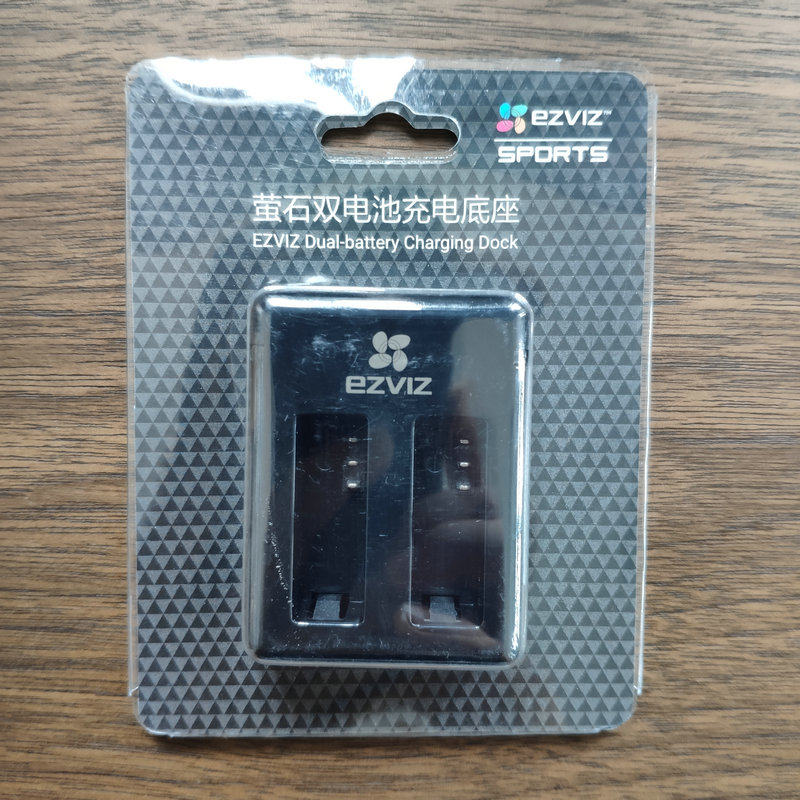 ezviz™
SPORTS
萤石双电池充电底座
EZVIZ Dual-battery Charging Dock
ezviz